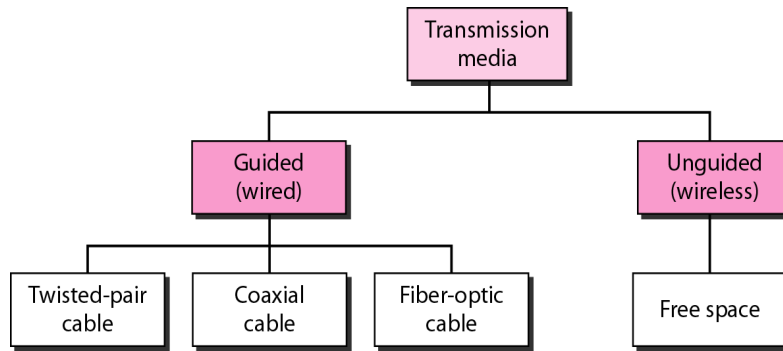 Transmission
media
Guided
(wired)
Unguided
(wireless)
Twisted-pair
cable
Coaxial
cable
Fiber-optic
cable
Free space